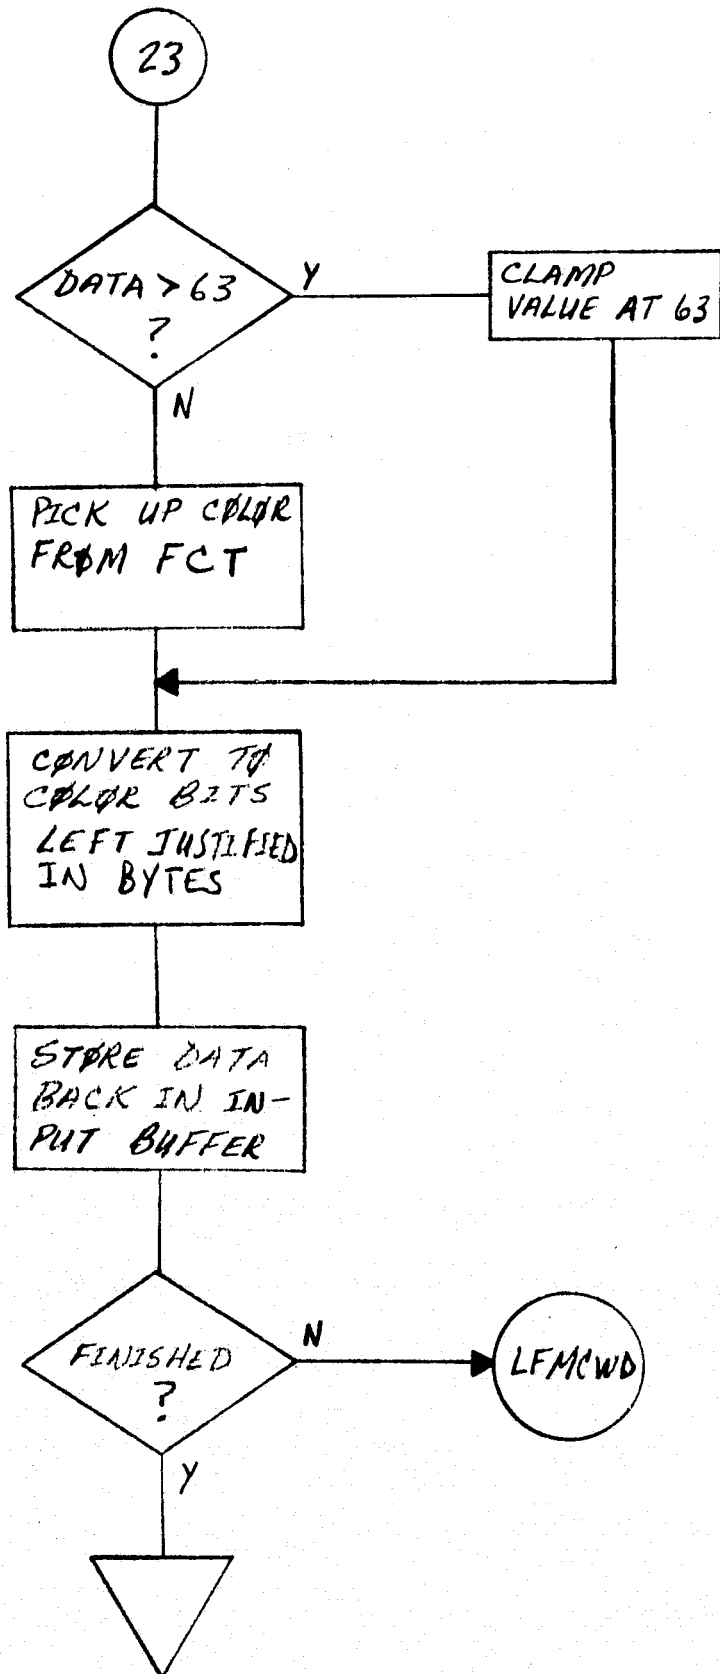 23
DATA > 63
?
Y
CLAMP
VALUE AT 63
N
PICK UP CØLØR
FRØM FCT
CØNVERT TØ
CØLØR BITS
LEFT JUSTIFIED
IN BYTES
STØRE DATA
BACK IN IN-
PUT BUFFER
FINISHED
?
N
LFMCWD
Y